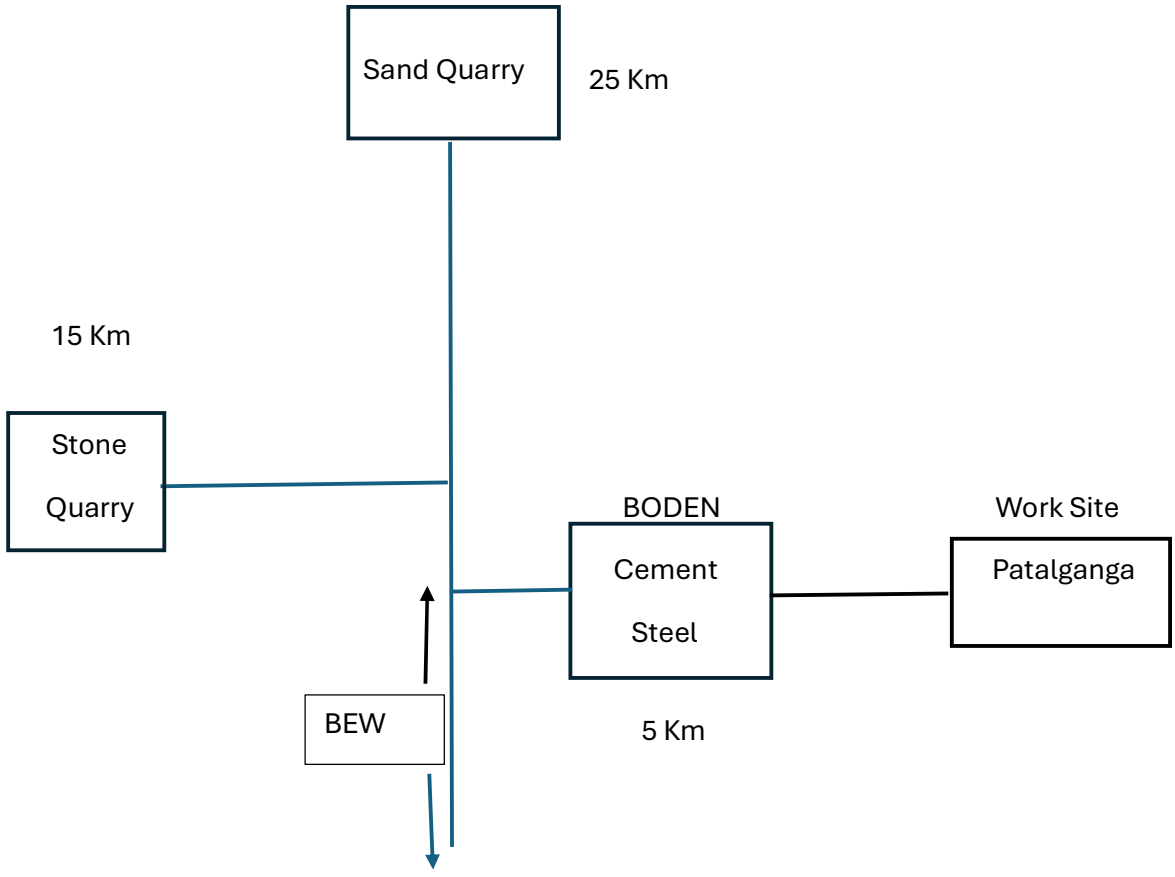 Sand Quarry
25 Km
15 Km
Stone
Quarry
BODEN
Cement
Steel
Work Site
Patalganga
BEW
5 Km